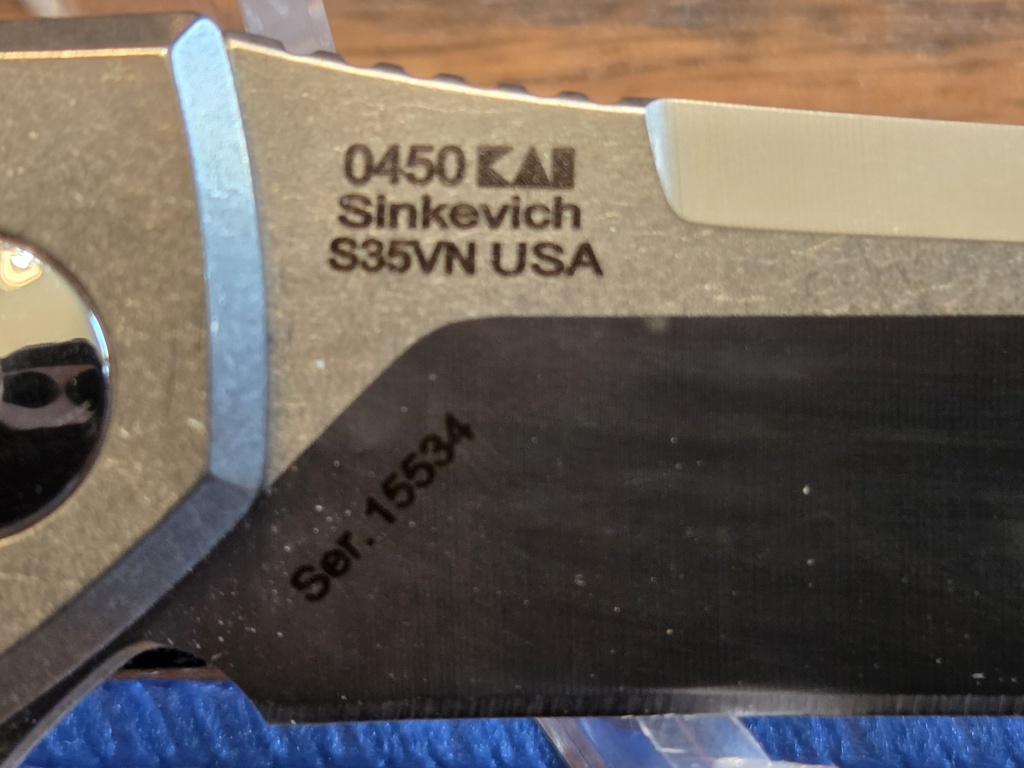 0450 KAI
Sinkevich
S35VN USA
Ser. 15534